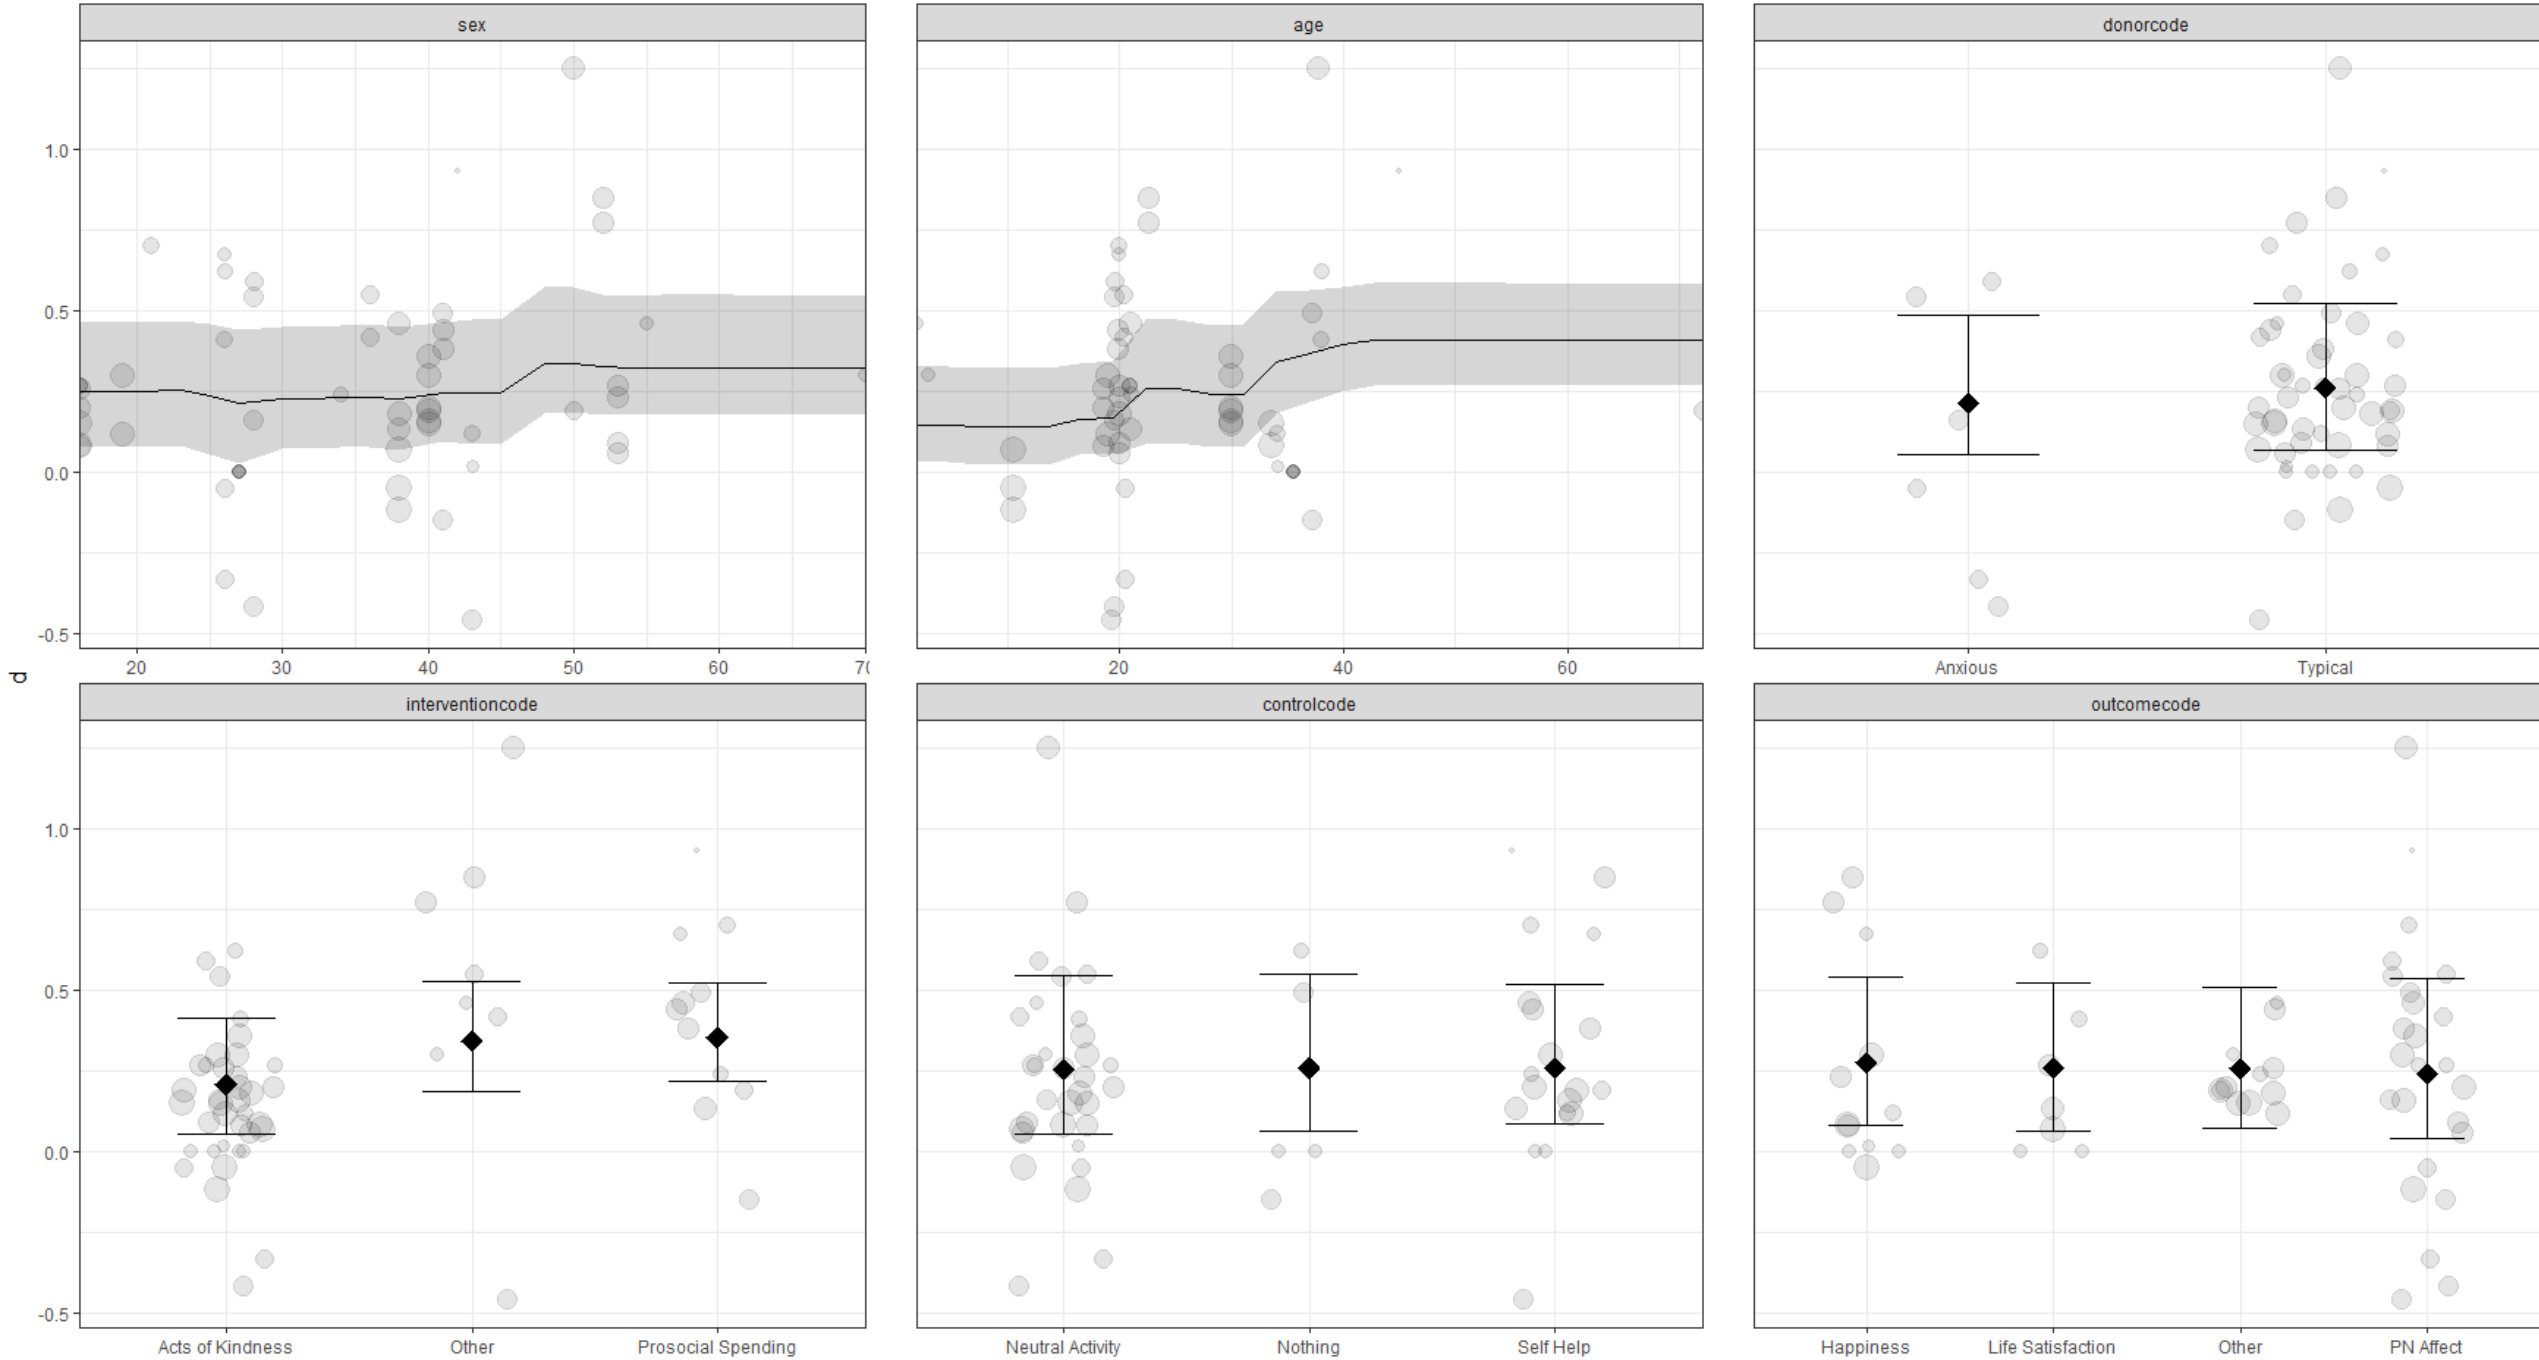 sex age donorcode
1.0
0.5
0.0
-0.5
20 30 40 50 60 70 20 40 60 Anxious Typical
d
interventioncode controlcode outcomecode
1.0
0.5
0.0
-0.5
Acts of Kindness Other Prosocial Spending Neutral Activity Nothing Self Help Happiness Life Satisfaction Other PN Affect